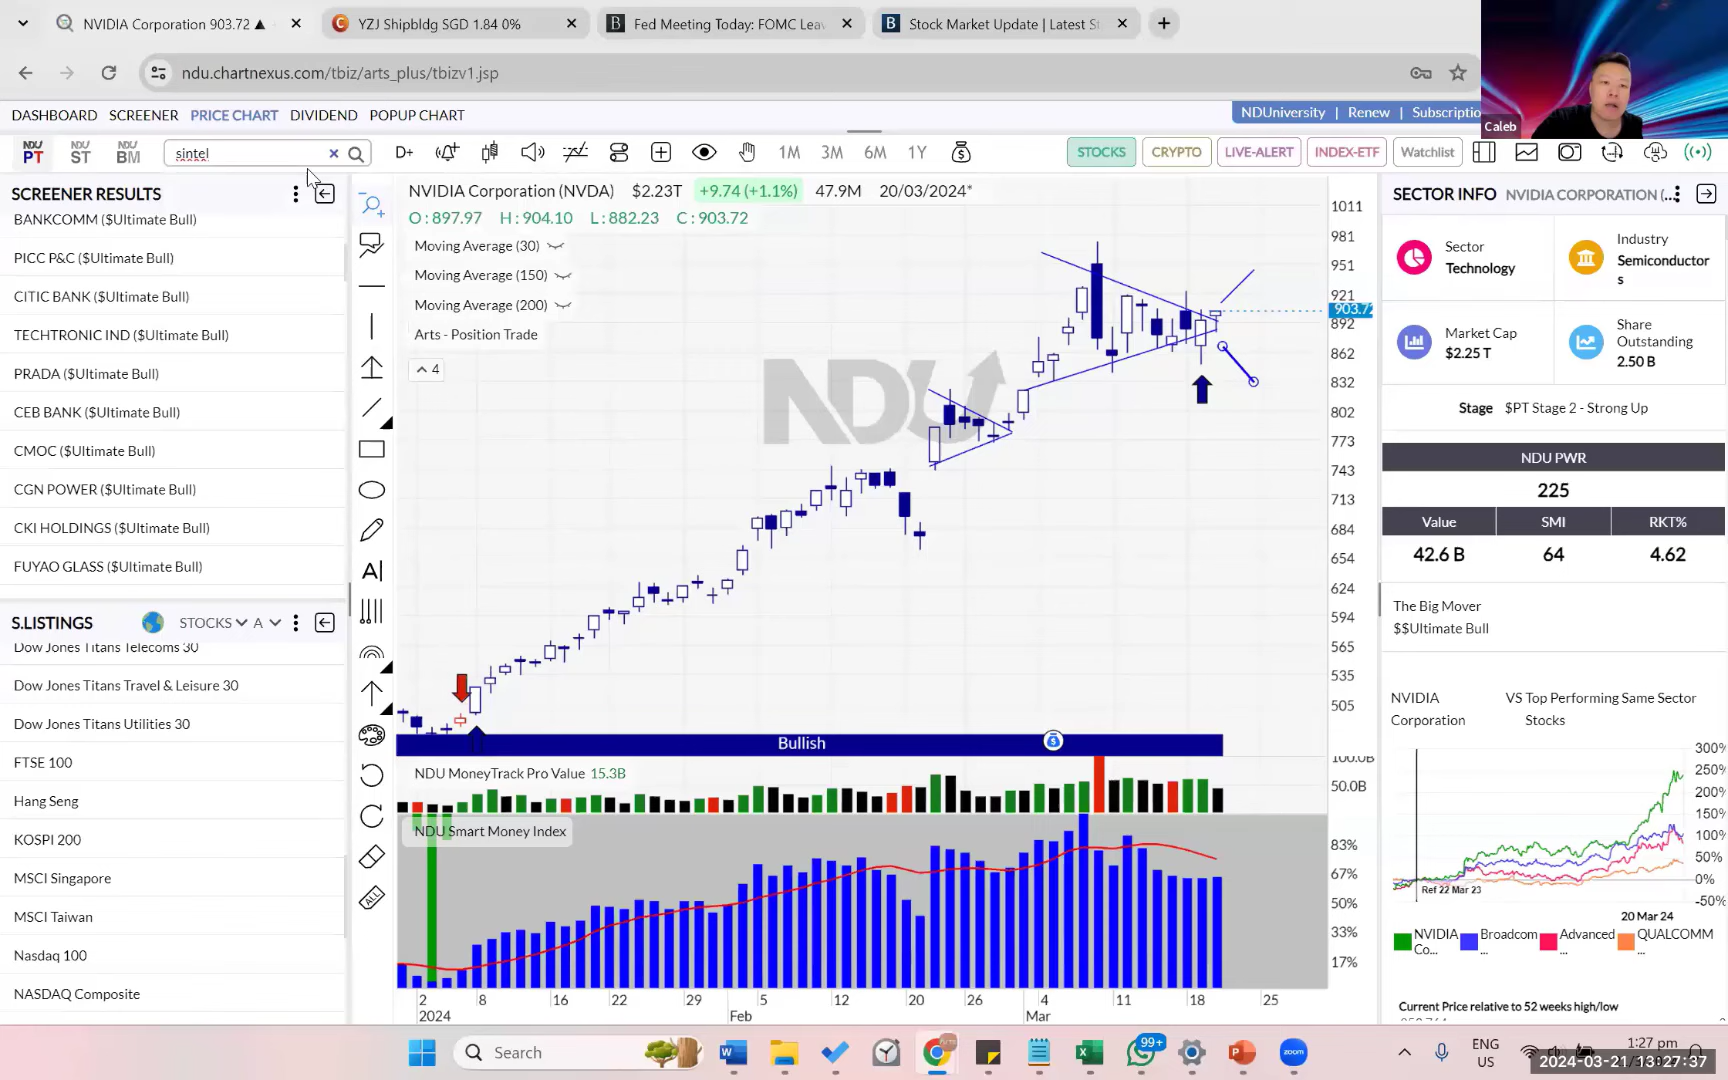 NVIDIA Corporation 903.72 ▲
YZJ Shipbldg SGD 1.84 0%
Fed Meeting Today: FOMC Leav
Stock Market Update | Latest St
ndu.chartnexus.com/tbiz/arts_plus/tbizv1.jsp
Caleb
DASHBOARD SCREENER PRICE CHART DIVIDEND POPUP CHART
NDUniversity | Renew | Subscriptio
NDU PT
NDU ST
NDU BM
sintel
D+
1M 3M 6M 1Y
STOCKS CRYPTO LIVE-ALERT INDEX-ETF Watchlist
SCREENER RESULTS
BANKCOMM ($Ultimate Bull)
PICC P&C ($Ultimate Bull)
CITIC BANK ($Ultimate Bull)
TECHTRONIC IND ($Ultimate Bull)
PRADA ($Ultimate Bull)
CEB BANK ($Ultimate Bull)
CMOC ($Ultimate Bull)
CGN POWER ($Ultimate Bull)
CKI HOLDINGS ($Ultimate Bull)
FUYAO GLASS ($Ultimate Bull)
S.LISTINGS STOCKS A
Dow Jones Titans Telecoms 30
Dow Jones Titans Travel & Leisure 30
Dow Jones Titans Utilities 30
FTSE 100
Hang Seng
KOSPI 200
MSCI Singapore
MSCI Taiwan
Nasdaq 100
NASDAQ Composite
A
ALL
NVIDIA Corporation (NVDA) $2.23T +9.74 (+1.1%) 47.9M 20/03/2024*
O: 897.97 H: 904.10 L: 882.23 C: 903.72
Moving Average (30)
Moving Average (150)
Moving Average (200)
Arts - Position Trade
4
NDU
1011
981
951
921
903.72
892
862
832
802
773
743
713
684
654
624
594
565
535
505
Bullish
NDU MoneyTrack Pro Value 15.3B
100.0B
50.0B
NDU Smart Money Index
83%
67%
50%
33%
17%
2 8 16 22 29 5 12 20 26 4 11 18 25
2024 Feb Mar
SECTOR INFO NVIDIA CORPORATION (...
Sector
Technology
Industry
Semiconductor
s
Market Cap
$2.25 T
Share
Outstanding
2.50 B
Stage $PT Stage 2 - Strong Up
NDU PWR
225
Value SMI RKT%
42.6 B 64 4.62
The Big Mover
$$Ultimate Bull
NVIDIA
Corporation
VS Top Performing Same Sector
Stocks
300%
250%
200%
150%
100%
50%
0%
-50%
Ref 22 Mar 23
20 Mar 24
NVIDIA
Co...
Broadcom
...
Advanced
...
QUALCOMM
...
Current Price relative to 52 weeks high/low
Search
99+
zoom
ENG
US
1:27 pm
2024-03-21 13:27:37